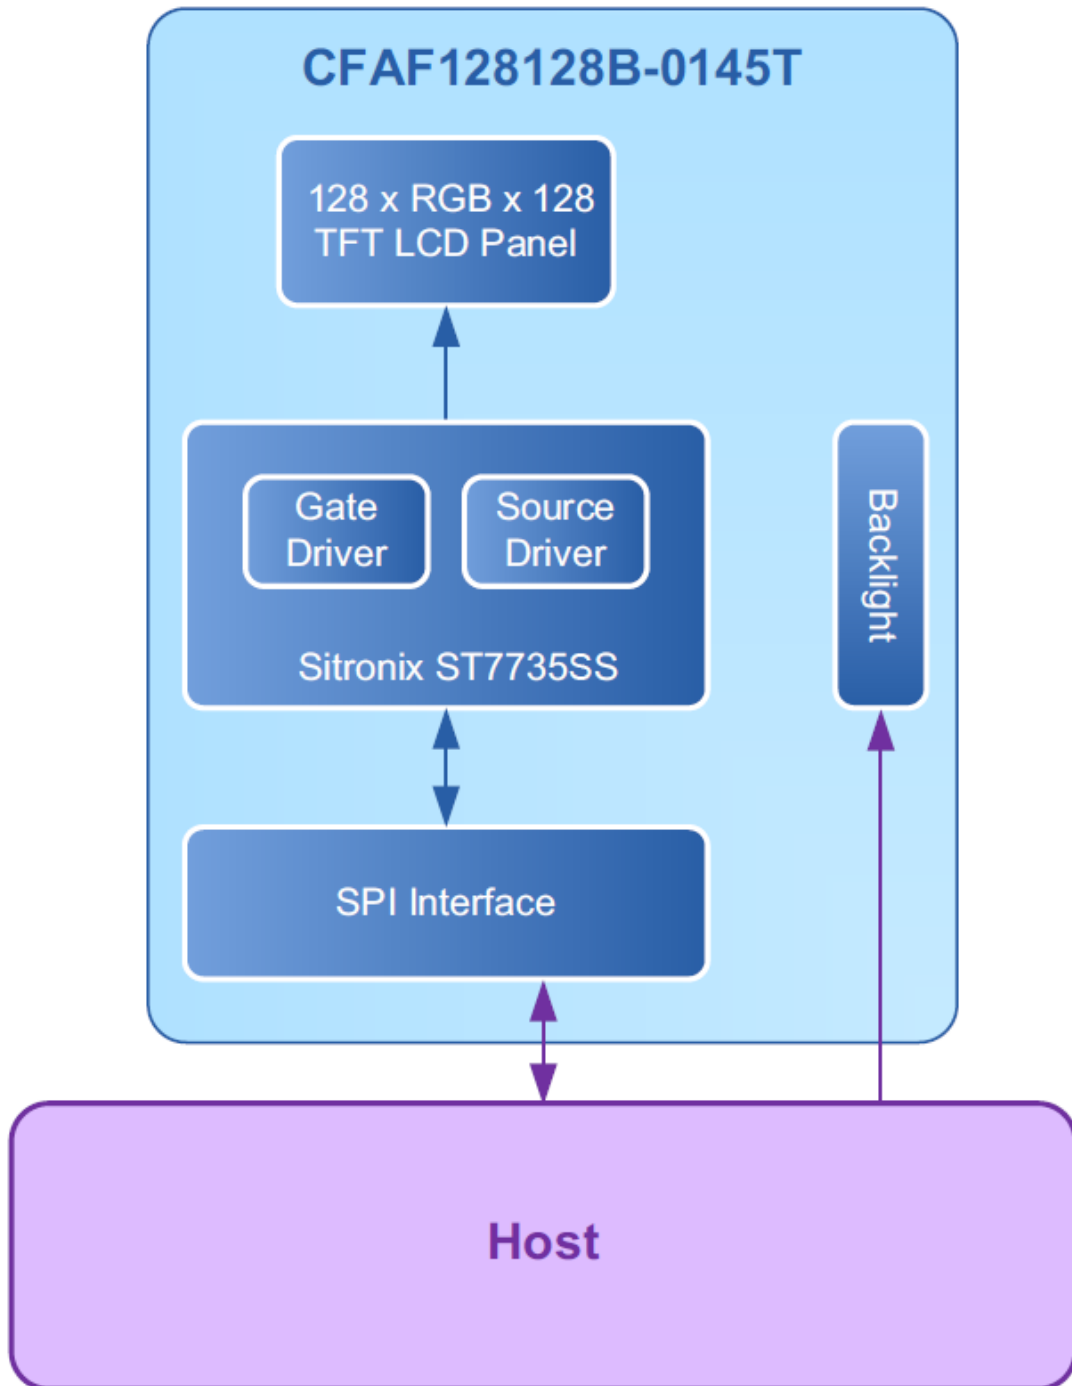 CFAF128128B-0145T
128 x RGB x 128
TFT LCD Panel
Gate
Driver
Source
Driver
Sitronix ST7735SS
Backlight
SPI Interface
Host